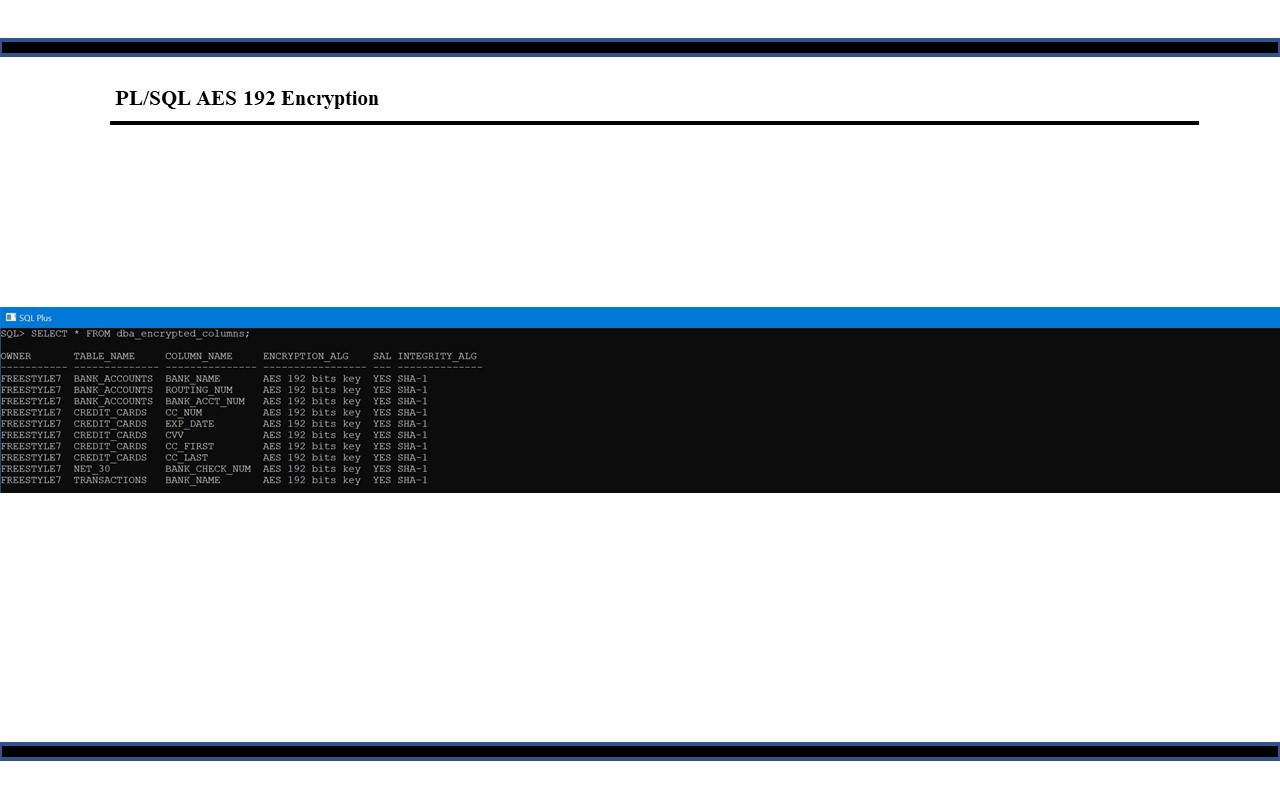 PL/SQL AES 192 Encryption
SQL Plus
SQL> SELECT * FROM dba_encrypted_columns;
OWNER       TABLE_NAME     COLUMN_NAME     ENCRYPTION_ALG    SAL INTEGRITY_ALG
----------- -------------- --------------- ----------------- --- --------------
FREESTYLE7  BANK_ACCOUNTS  BANK_NAME       AES 192 bits key  YES SHA-1
FREESTYLE7  BANK_ACCOUNTS  ROUTING_NUM     AES 192 bits key  YES SHA-1
FREESTYLE7  BANK_ACCOUNTS  BANK_ACCT_NUM   AES 192 bits key  YES SHA-1
FREESTYLE7  CREDIT_CARDS   CC_NUM          AES 192 bits key  YES SHA-1
FREESTYLE7  CREDIT_CARDS   EXP_DATE        AES 192 bits key  YES SHA-1
FREESTYLE7  CREDIT_CARDS   CVV             AES 192 bits key  YES SHA-1
FREESTYLE7  CREDIT_CARDS   CC_FIRST        AES 192 bits key  YES SHA-1
FREESTYLE7  CREDIT_CARDS   CC_LAST         AES 192 bits key  YES SHA-1
FREESTYLE7  NET_30         BANK_CHECK_NUM  AES 192 bits key  YES SHA-1
FREESTYLE7  TRANSACTIONS   BANK_NAME       AES 192 bits key  YES SHA-1